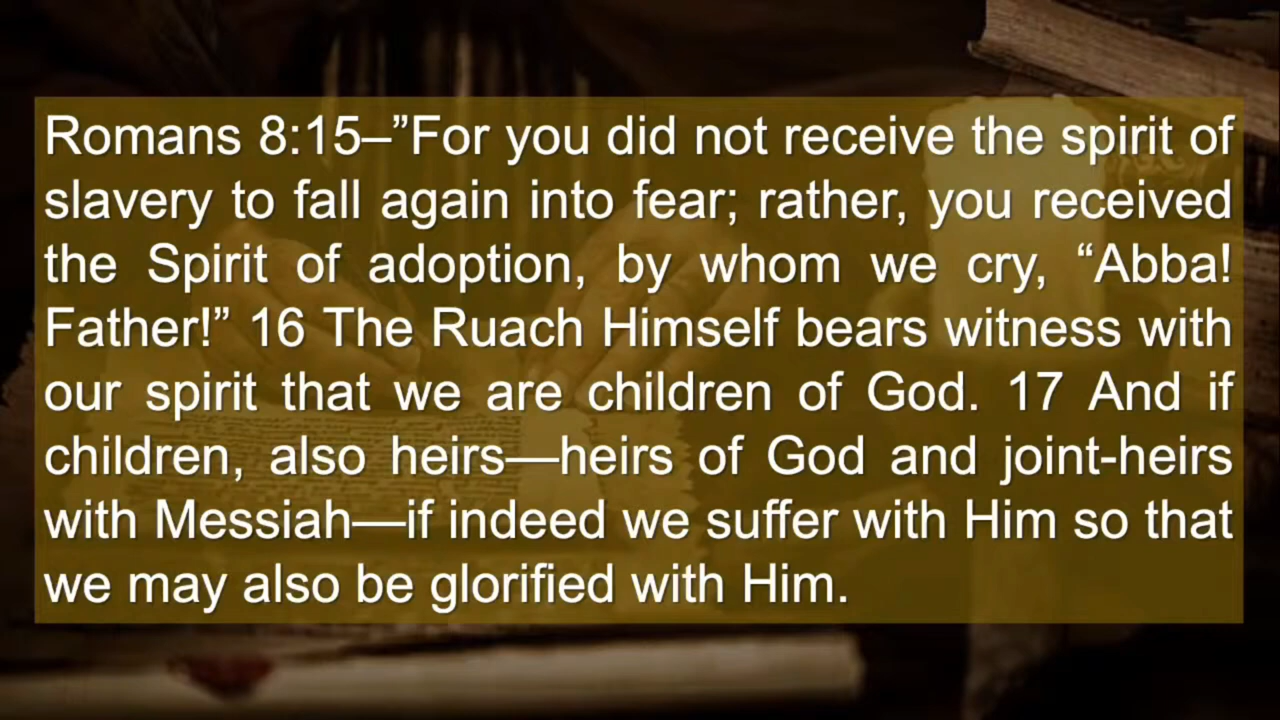 Romans 8:15–”For you did not receive the spirit of
slavery to fall again into fear; rather, you received
the Spirit of adoption, by whom we cry, “Abba!
Father!” 16 The Ruach Himself bears witness with
our spirit that we are children of God. 17 And if
children, also heirs—heirs of God and joint-heirs
with Messiah—if indeed we suffer with Him so that
we may also be glorified with Him.